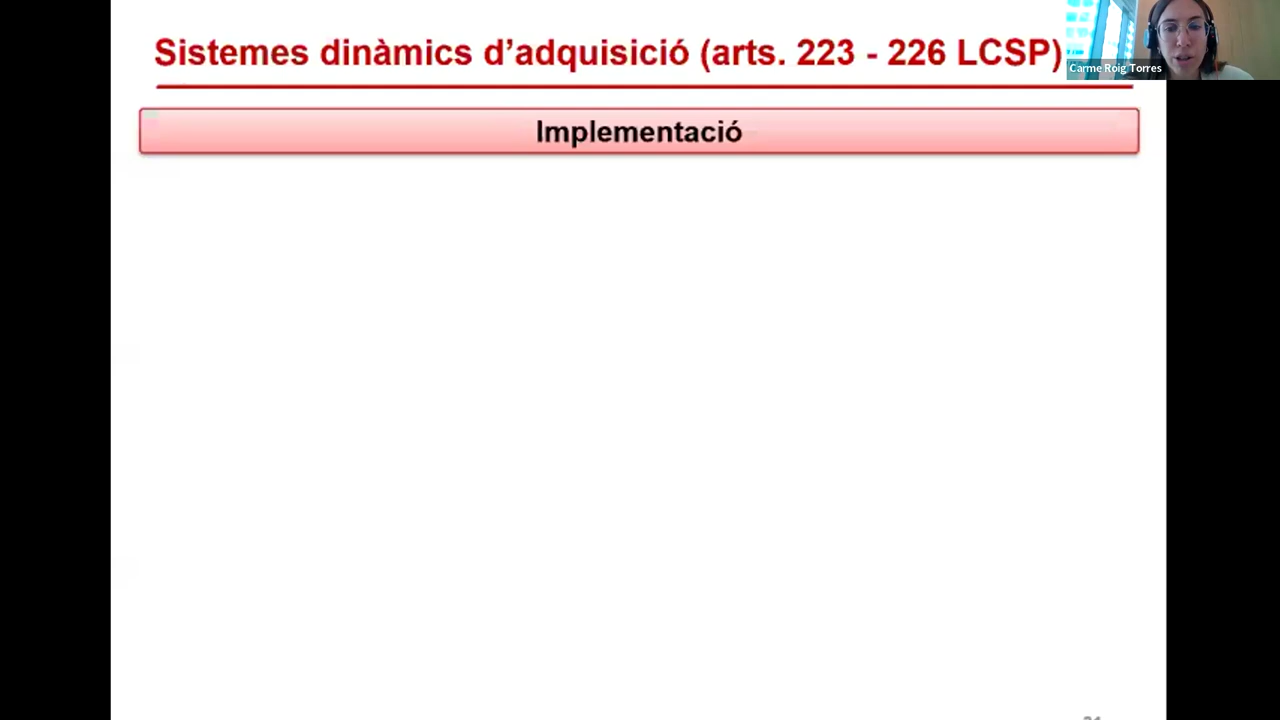 Sistemes dinàmics d’adquisició (arts. 223 - 226 LCSP)
Carme Roig Torres
Implementació